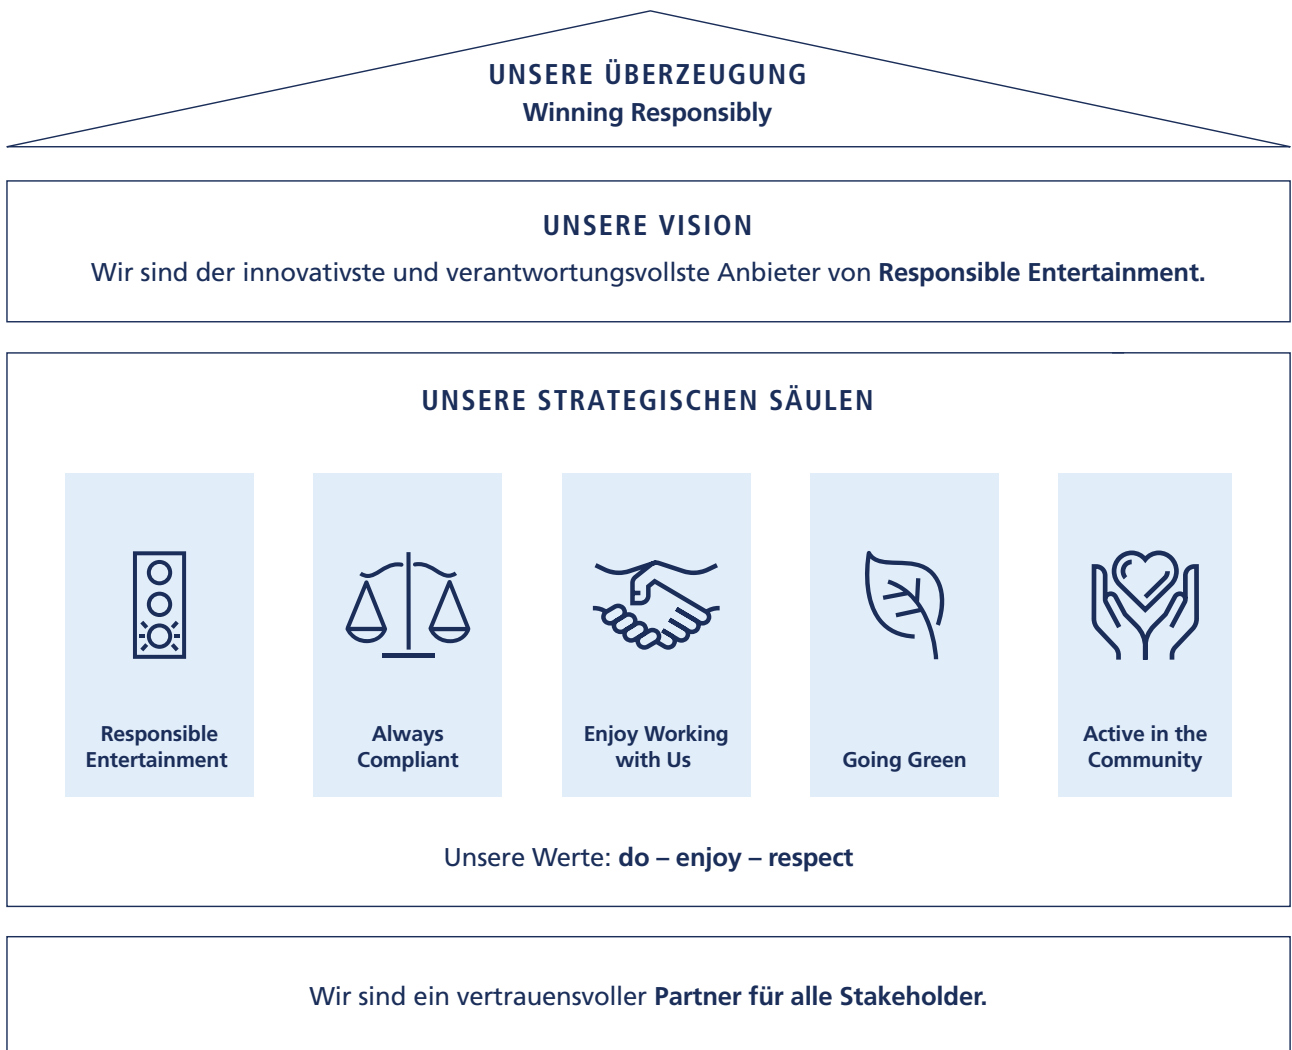 UNSERE ÜBERZEUGUNG
Winning Responsibly
UNSERE VISION
Wir sind der innovativste und verantwortungsvollste Anbieter von Responsible Entertainment.
UNSERE STRATEGISCHEN SÄULEN
Responsible
Entertainment
Always
Compliant
Enjoy Working
with Us
Going Green
Active in the
Community
Unsere Werte: do – enjoy – respect
Wir sind ein vertrauensvoller Partner für alle Stakeholder.